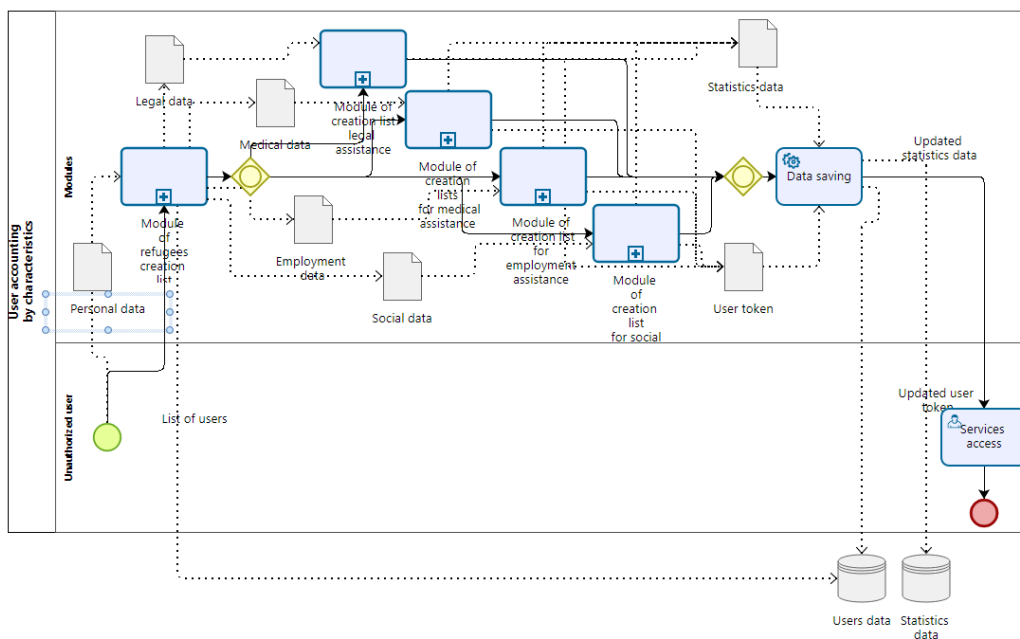 User accounting
by characteristics
Modules
Unauthorized user
Legal data
Medical data
Module of
creation list
legal
assistance
Statistics data
Module of
creation
lists
for medical
assistance
Module
of
refugees
creation
list
Module of
creation list
for
employment
assistance
Module
of
creation
list
for social
Data saving
Updated
statistics data
Employment
data
Social data
Personal data
User token
List of users
Updated user
token
Services
access
Users data
Statistics
data